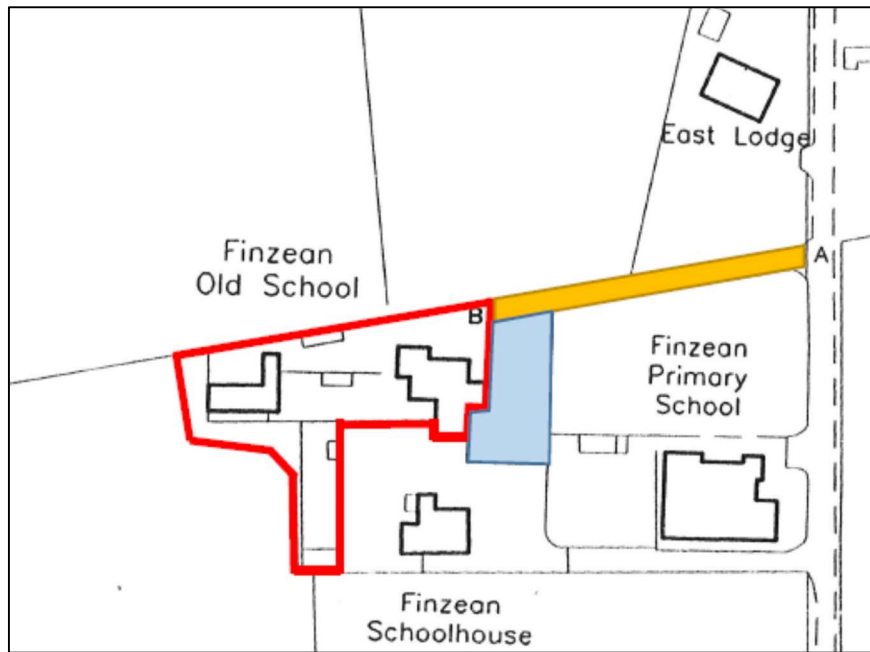 East Lodge
A
Finzean
Old School
B
Finzean
Primary
School
Finzean
Schoolhouse